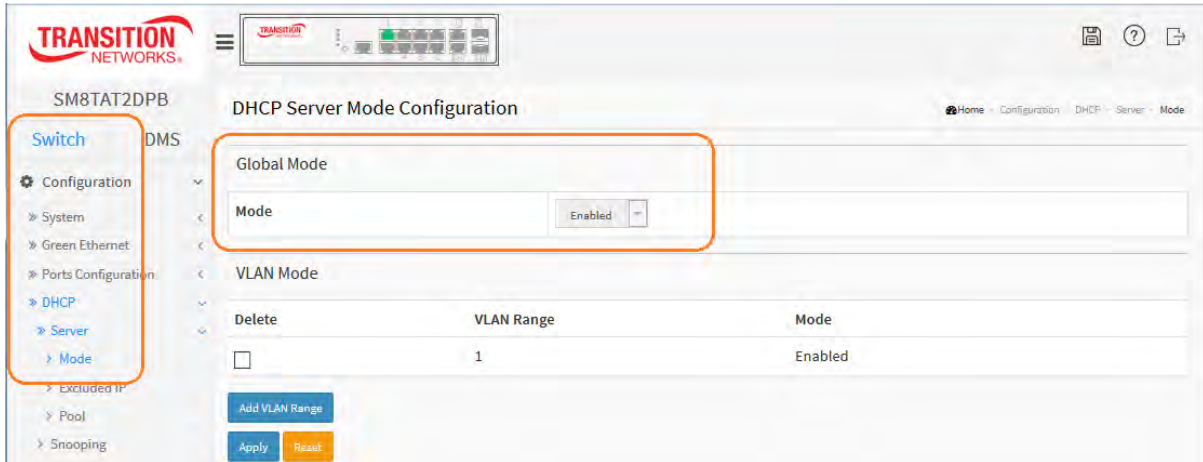 TRANSITION
NETWORKS®
TRANSITION
SM8TAT2DPB
Switch DMS
Configuration
» System
» Green Ethernet
» Ports Configuration
» DHCP
» Server
> Mode
> Excluded IP
> Pool
> Snooping
DHCP Server Mode Configuration
Home - Configuration DHCP - Server - Mode
Global Mode
Mode Enabled
VLAN Mode
Delete VLAN Range Mode
1 Enabled
Add VLAN Range
Apply Reset